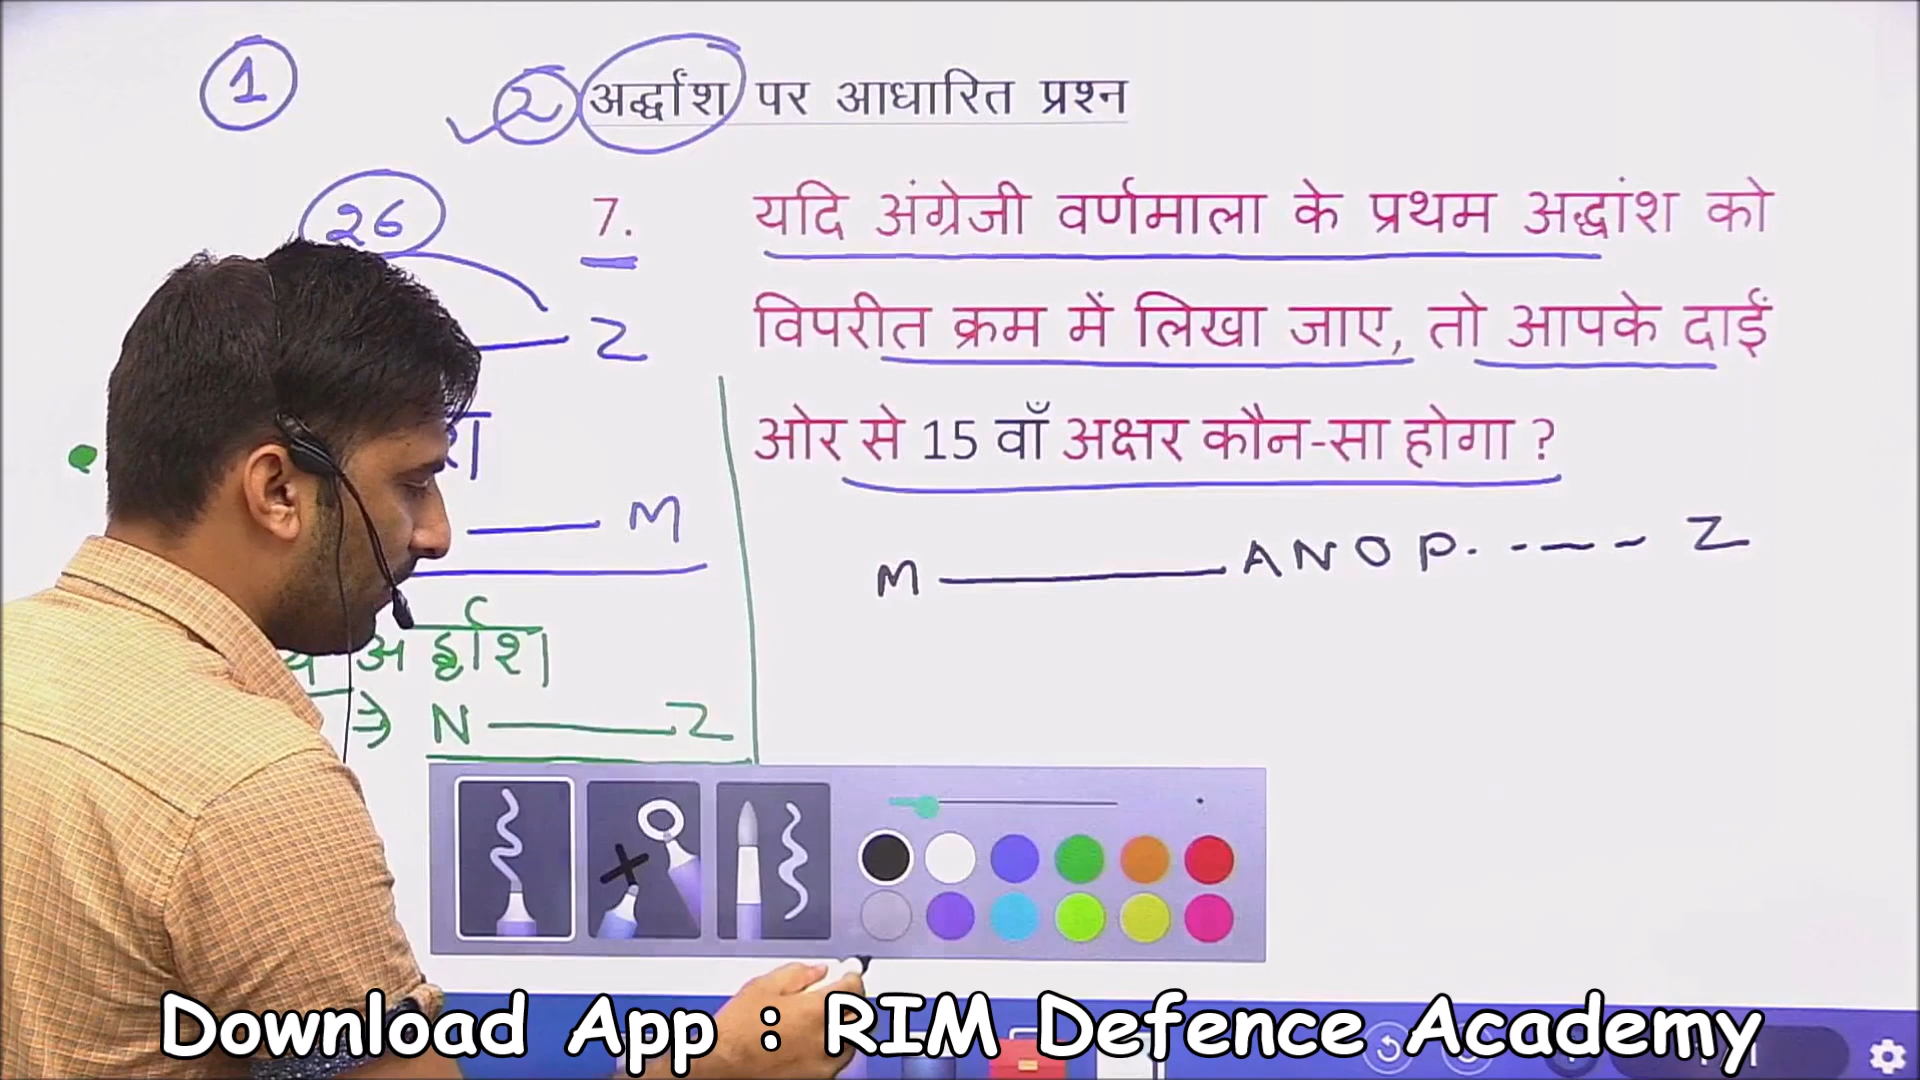 1
2 अर्द्धांश पर आधारित प्रश्न
26
Z
M
अर्द्धांश
⇒ N Z
7. यदि अंग्रेजी वर्णमाला के प्रथम अद्धांश को
विपरीत क्रम में लिखा जाए, तो आपके दाईं
ओर से 15 वाँ अक्षर कौन-सा होगा ?
M A N O P . - - - - Z
Download App : RIM Defence Academy